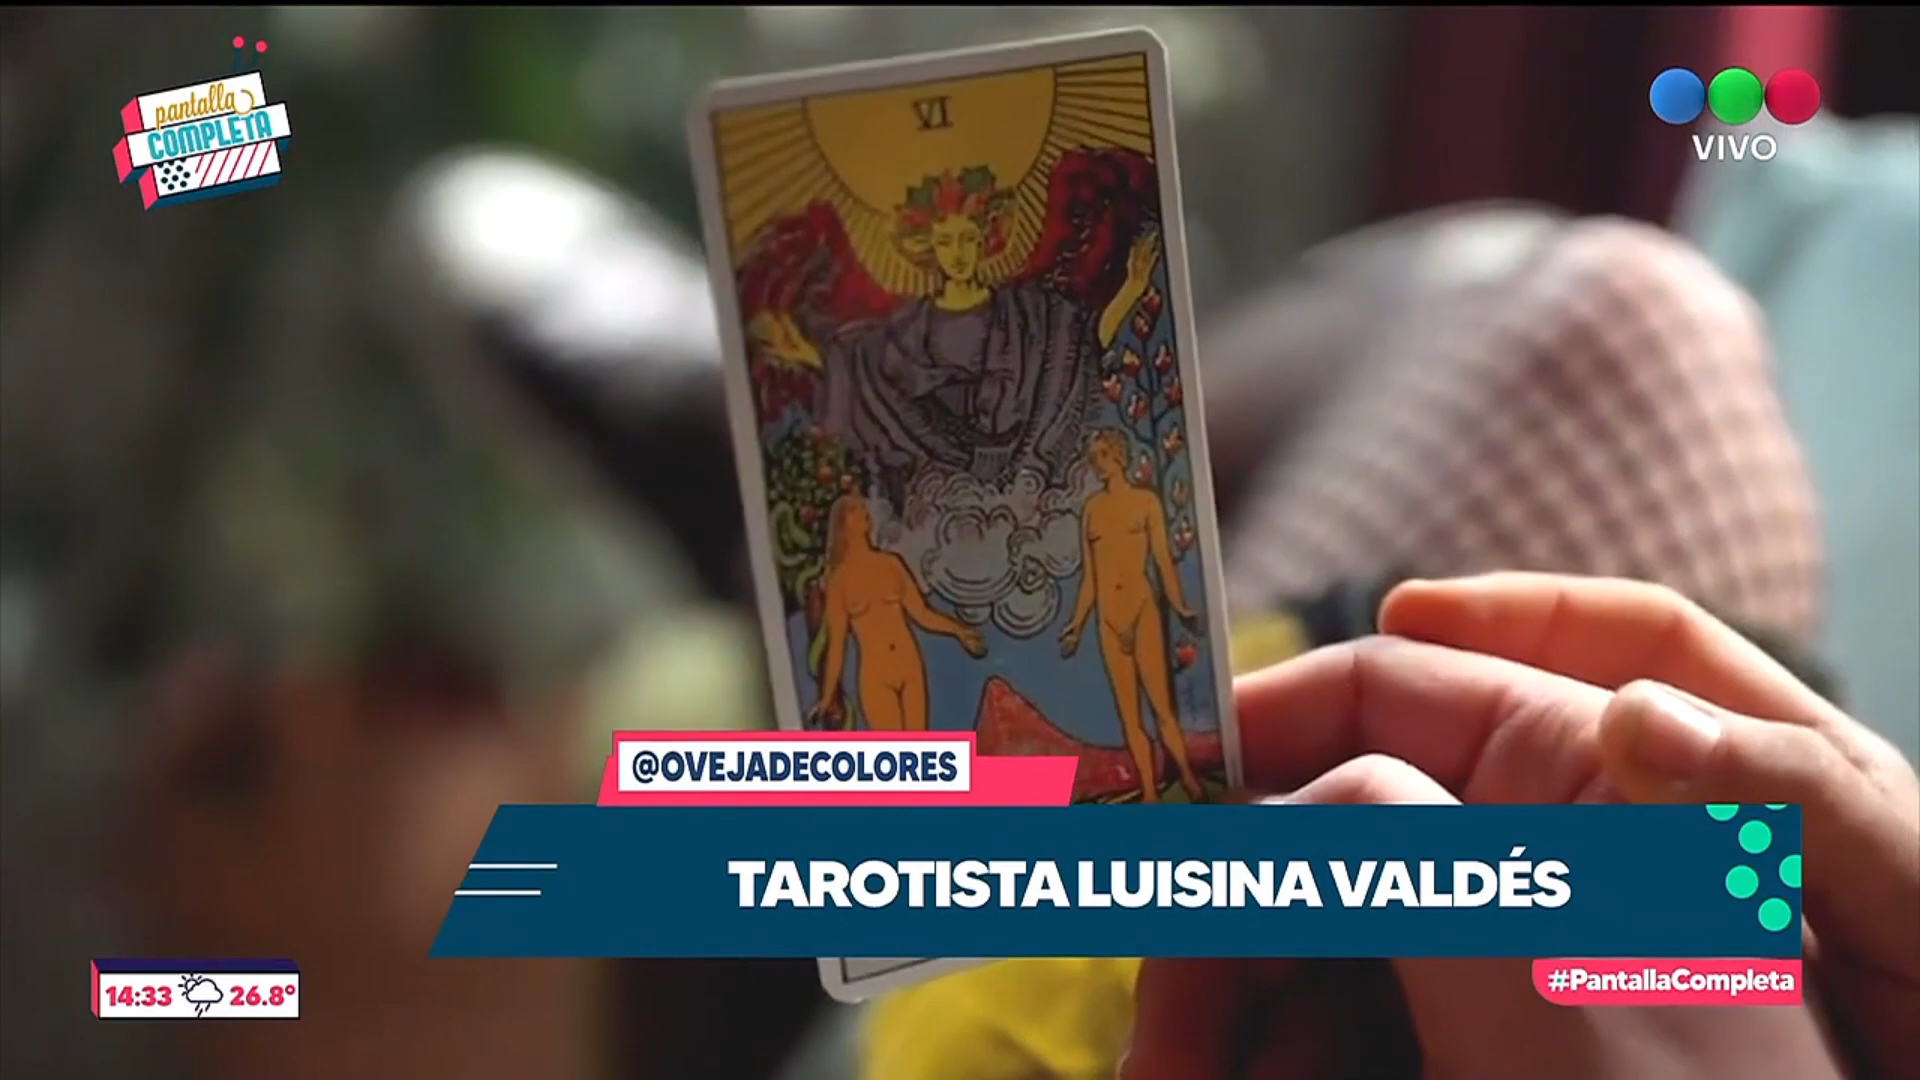 pantalla
COMPLETA
VIVO
VI
@OVEJADECOLORES
TAROTISTA LUISINA VALDÉS
14:33 26.8°
#PantallaCompleta